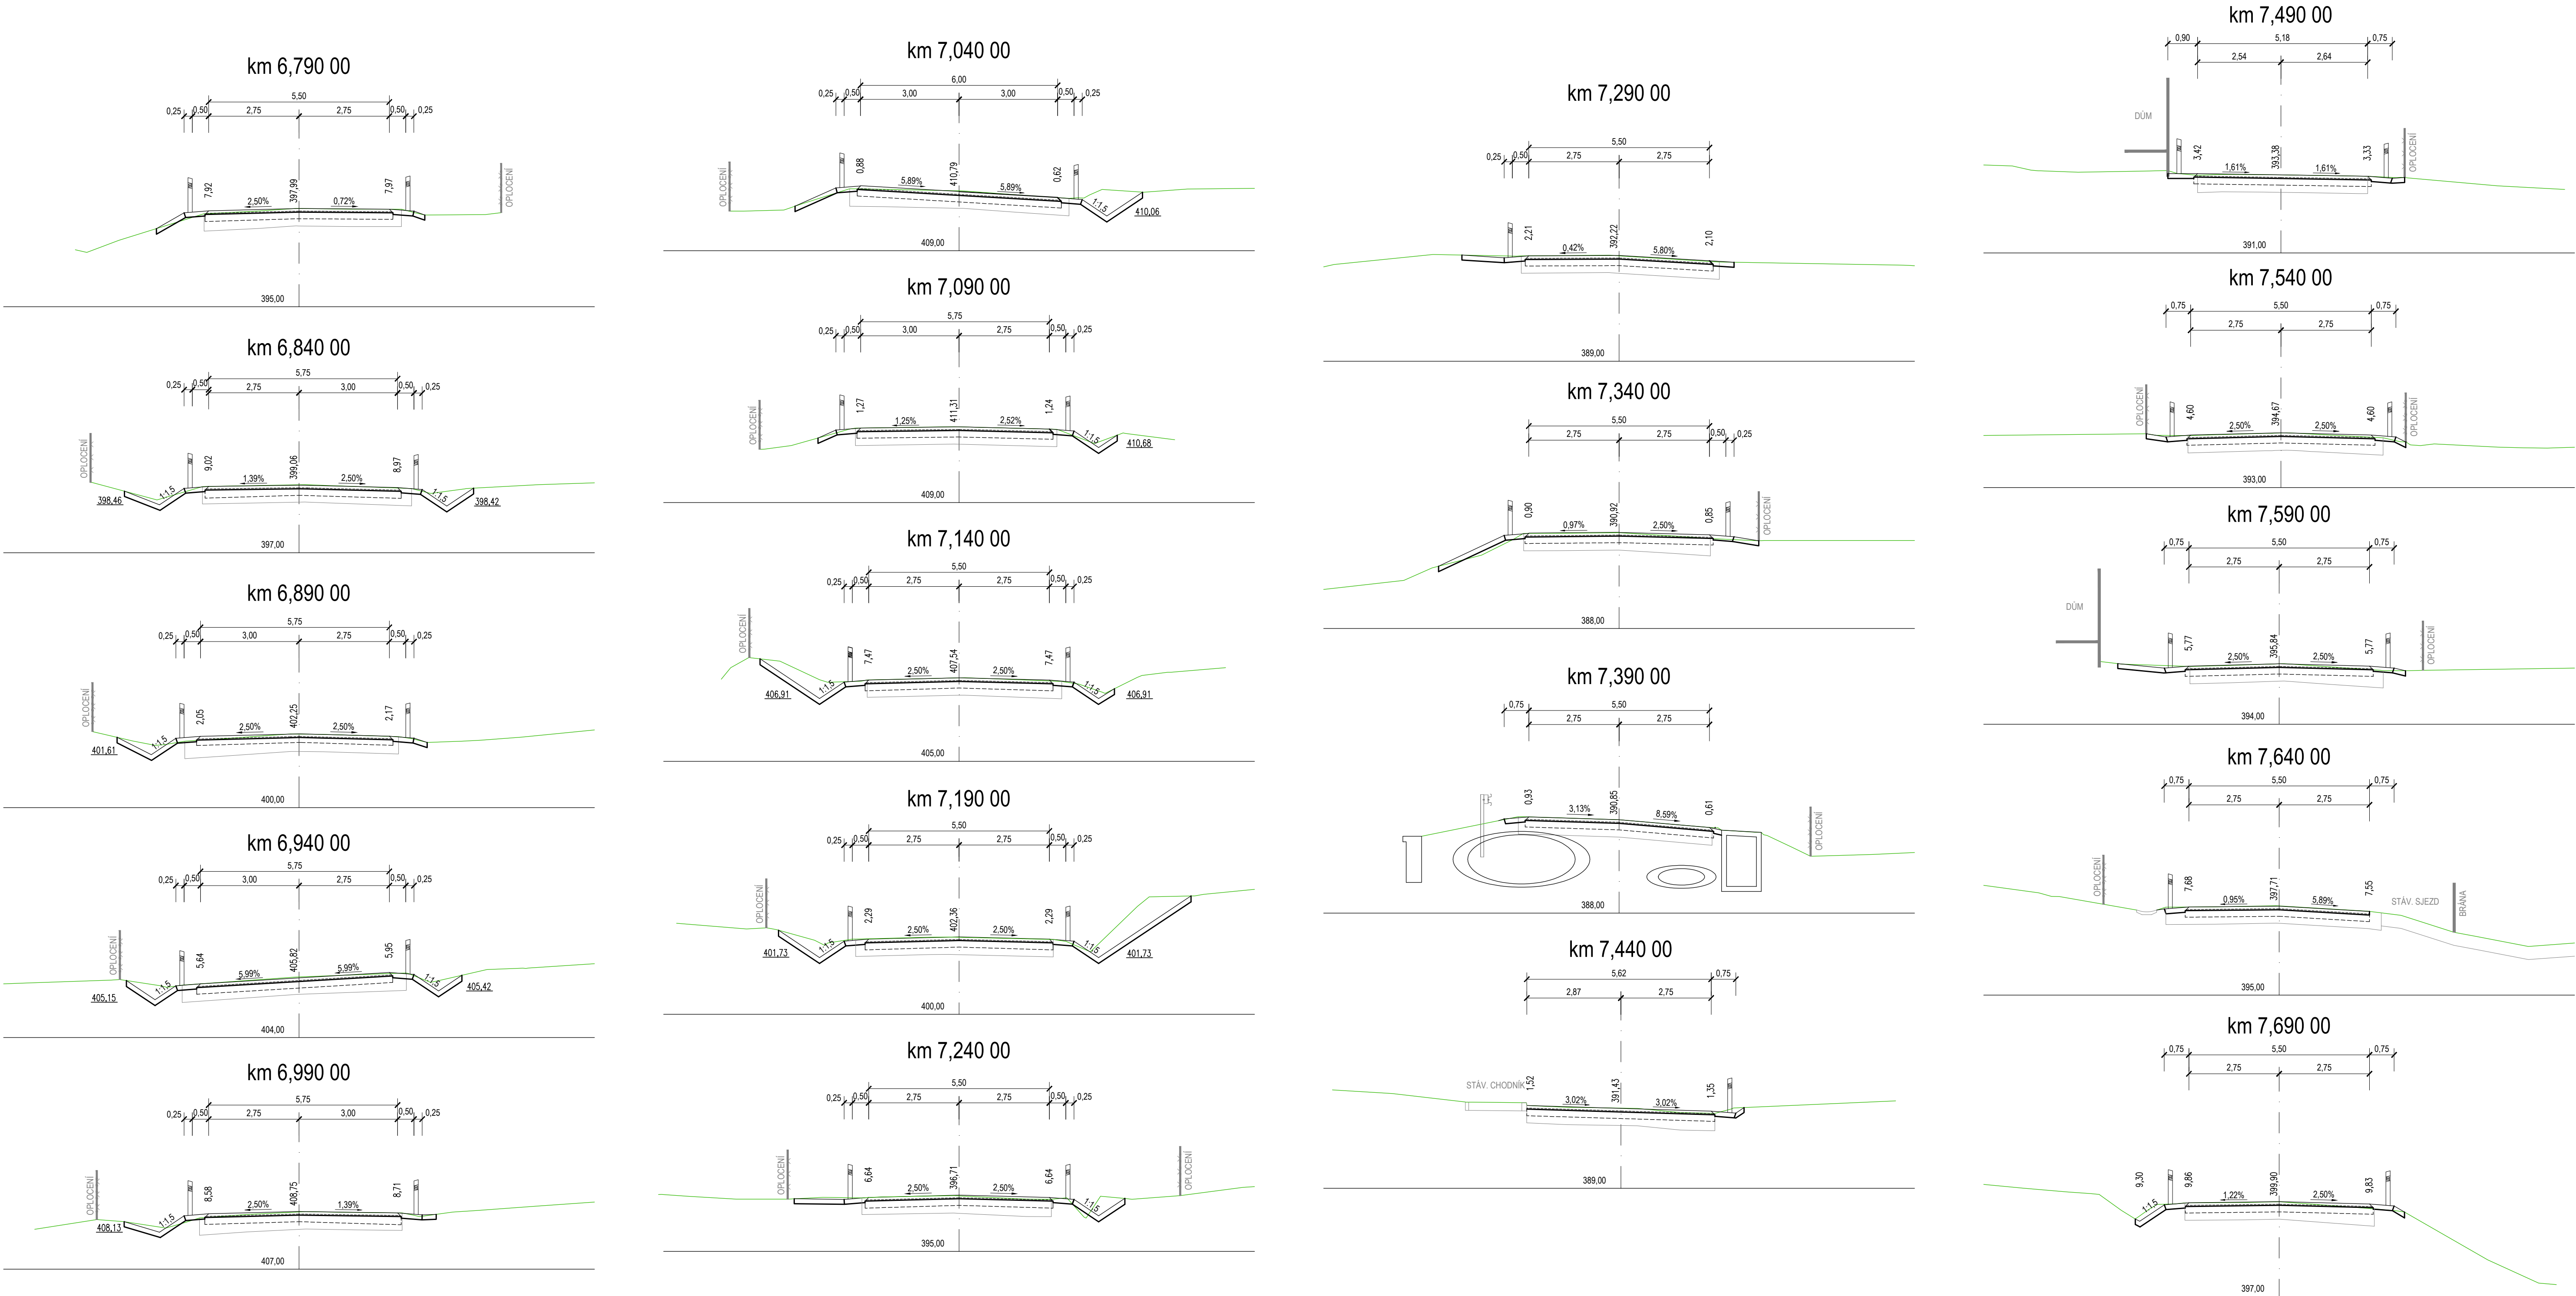 km 6,790 00
5,50
0,25 0,50 2,75 2,75 0,50 0,25
OPLOCENÍ
7,92 397,99 7,97
2,50% 0,72%
395,00
km 6,840 00
5,75
0,25 0,50 2,75 3,00 0,50 0,25
OPLOCENÍ
9,02 399,06 8,97
1,39% 2,50%
398,46 1:1,5 1:1,5 398,42
397,00
km 6,890 00
5,75
0,25 0,50 3,00 2,75 0,50 0,25
OPLOCENÍ
2,05 402,25 2,17
2,50% 2,50%
401,61 1:1,5
400,00
km 6,940 00
5,75
0,25 0,50 3,00 2,75 0,50 0,25
OPLOCENÍ
5,64 405,82 5,95
5,99% 5,99%
405,15 1:1,5 1:1,5 405,42
404,00
km 6,990 00
5,75
0,25 0,50 2,75 3,00 0,50 0,25
OPLOCENÍ
8,58 408,75 8,71
2,50% 1,39%
408,13 1:1,5
407,00
km 7,040 00
6,00
0,25 0,50 3,00 3,00 0,50 0,25
OPLOCENÍ
0,88 410,79 0,62
5,89% 5,89%
1:1,5 410,06
409,00
km 7,090 00
5,75
0,25 0,50 3,00 2,75 0,50 0,25
OPLOCENÍ
1,27 411,31 1,24
1,25% 2,52%
1:1,5 410,68
409,00
km 7,140 00
5,50
0,25 0,50 2,75 2,75 0,50 0,25
OPLOCENÍ
7,47 407,54 7,47
2,50% 2,50%
406,91 1:1,5 1:1,5 406,91
405,00
km 7,190 00
5,50
0,25 0,50 2,75 2,75 0,50 0,25
OPLOCENÍ
2,29 402,36 2,29
2,50% 2,50%
401,73 1:1,5 1:1,5 401,73
400,00
km 7,240 00
5,50
0,25 0,50 2,75 2,75 0,50 0,25
OPLOCENÍ OPLOCENÍ
6,64 396,71 6,64
2,50% 2,50%
1:1,5
395,00
km 7,290 00
5,50
0,25 0,50 2,75 2,75
2,21 392,22 2,10
0,42% 5,80%
389,00
km 7,340 00
5,50
2,75 2,75 0,50 0,25
OPLOCENÍ
0,90 390,92 0,85
0,97% 2,50%
388,00
km 7,390 00
0,75 5,50
2,75 2,75
0,93 390,85 0,61
3,13% 8,59%
OPLOCENÍ
388,00
km 7,440 00
5,62 0,75
2,87 2,75
STÁV. CHODNÍK 1,52 391,43 1,35
3,02% 3,02%
389,00
km 7,490 00
0,90 5,18 0,75
2,54 2,64
DŮM
OPLOCENÍ
3,42 393,38 3,33
1,61% 1,61%
391,00
km 7,540 00
0,75 5,50 0,75
2,75 2,75
OPLOCENÍ OPLOCENÍ
4,60 394,67 4,60
2,50% 2,50%
393,00
km 7,590 00
0,75 5,50 0,75
2,75 2,75
DŮM
OPLOCENÍ
5,77 395,84 5,77
2,50% 2,50%
394,00
km 7,640 00
0,75 5,50 0,75
2,75 2,75
OPLOCENÍ
7,68 397,71 7,55
0,95% 5,89%
STÁV. SJEZD
BRÁNA
395,00
km 7,690 00
0,75 5,50 0,75
2,75 2,75
9,30 9,86 399,90 9,83
1,22% 2,50%
1:1,5
397,00